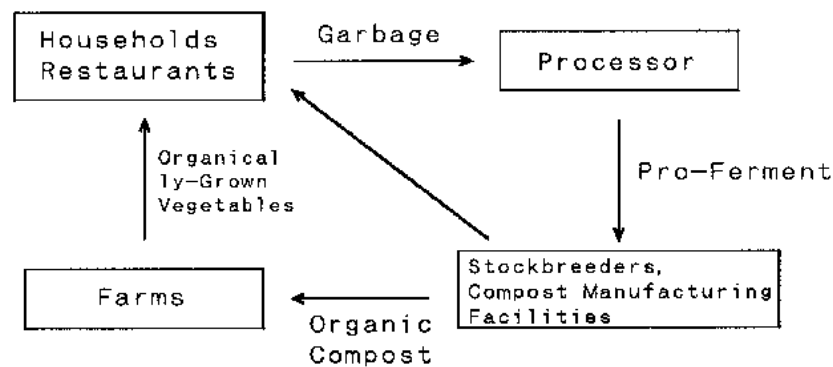 Households
Restaurants
Garbage
Processor
Organical
ly-Grown
Vegetables
Pro-Ferment
Farms
Organic
Compost
Stockbreeders,
Compost Manufacturing
Facilities